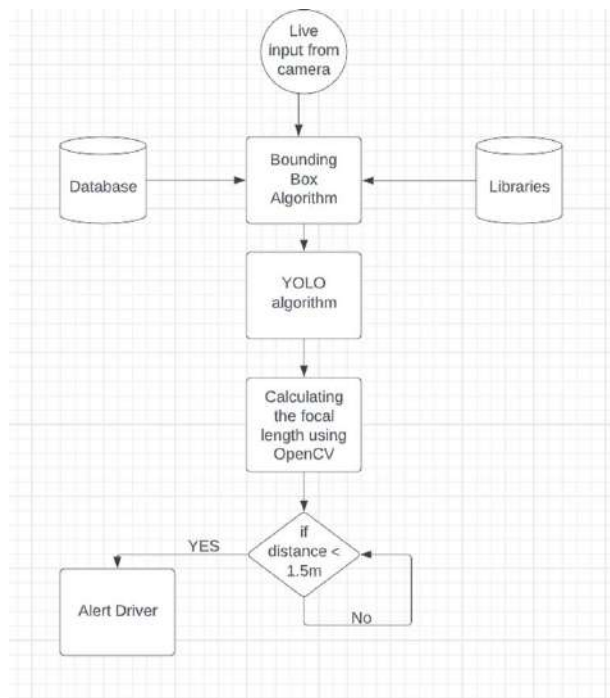 Live
input from
camera
Database
Bounding
Box
Algorithm
Libraries
YOLO
algorithm
Calculating
the focal
length using
OpenCV
if
distance <
1.5m
YES
No
Alert Driver